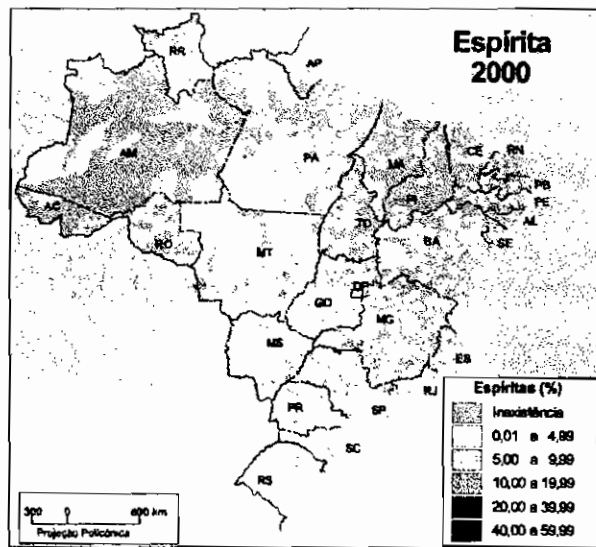 Espírita
2000
RR
AP
AM
PA
MA
CE
RN
PB
PE
AL
SE
PI
AC
RO
TO
BA
MT
GO
DF
MG
MS
ES
RJ
SP
PR
SC
RS
Espíritas (%)
Inexistência
0,01 a 4,99
5,00 a 9,99
10,00 a 19,99
20,00 a 39,99
40,00 a 59,99
300 0 600 km
Projeção Policônica